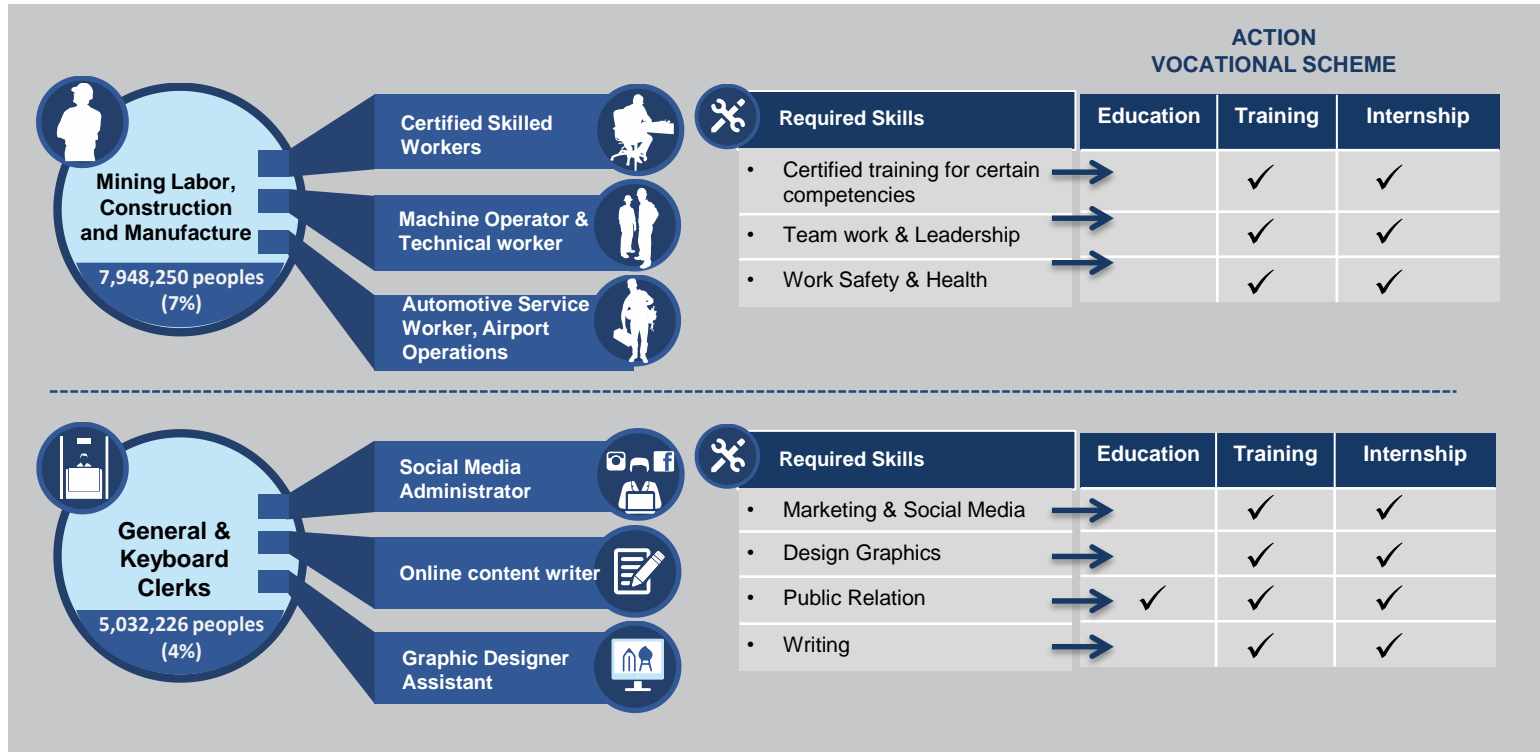 ACTION
VOCATIONAL SCHEME
Mining Labor,
Construction
and Manufacture
7,948,250 peoples
(7%)
Certified Skilled
Workers
Machine Operator &
Technical worker
Automotive Service
Worker, Airport
Operations
Required Skills
Education
Training
Internship
• Certified training for certain
competencies
✓ ✓
• Team work & Leadership
✓ ✓
• Work Safety & Health
✓ ✓
General &
Keyboard
Clerks
5,032,226 peoples
(4%)
Social Media
Administrator
Online content writer
Graphic Designer
Assistant
Required Skills
Education
Training
Internship
• Marketing & Social Media
✓ ✓
• Design Graphics
✓ ✓
• Public Relation
✓ ✓ ✓
• Writing
✓ ✓